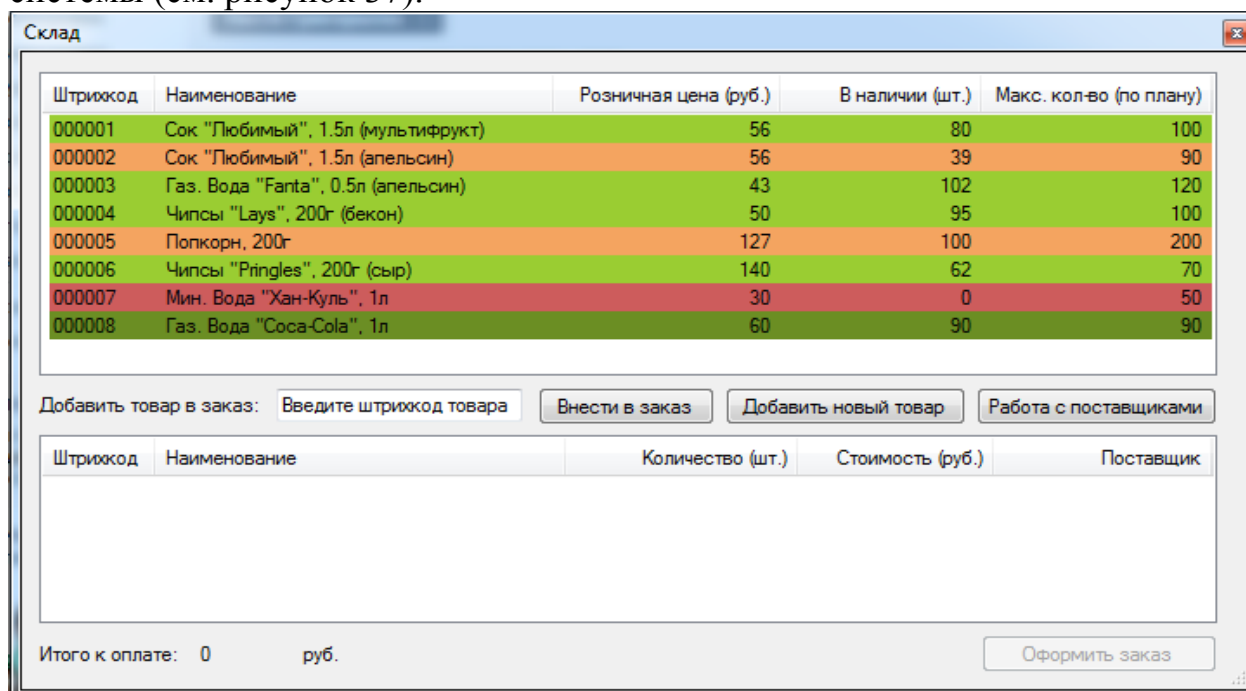 системы (см. рисунок 37).
Склад
Штрихкод Наименование Розничная цена (руб.) В наличии (шт.) Макс. кол-во (по плану)
000001 Сок "Любимый", 1.5л (мультифрукт) 56 80 100
000002 Сок "Любимый", 1.5л (апельсин) 56 39 90
000003 Газ. Вода "Fanta", 0.5л (апельсин) 43 102 120
000004 Чипсы "Lays", 200г (бекон) 50 95 100
000005 Попкорн, 200г 127 100 200
000006 Чипсы "Pringles", 200г (сыр) 140 62 70
000007 Мин. Вода "Хан-Куль", 1л 30 0 50
000008 Газ. Вода "Coca-Cola", 1л 60 90 90
Добавить товар в заказ: Введите штрихкод товара Внести в заказ Добавить новый товар Работа с поставщиками
Штрихкод Наименование Количество (шт.) Стоимость (руб.) Поставщик
Итого к оплате: 0 руб. Оформить заказ